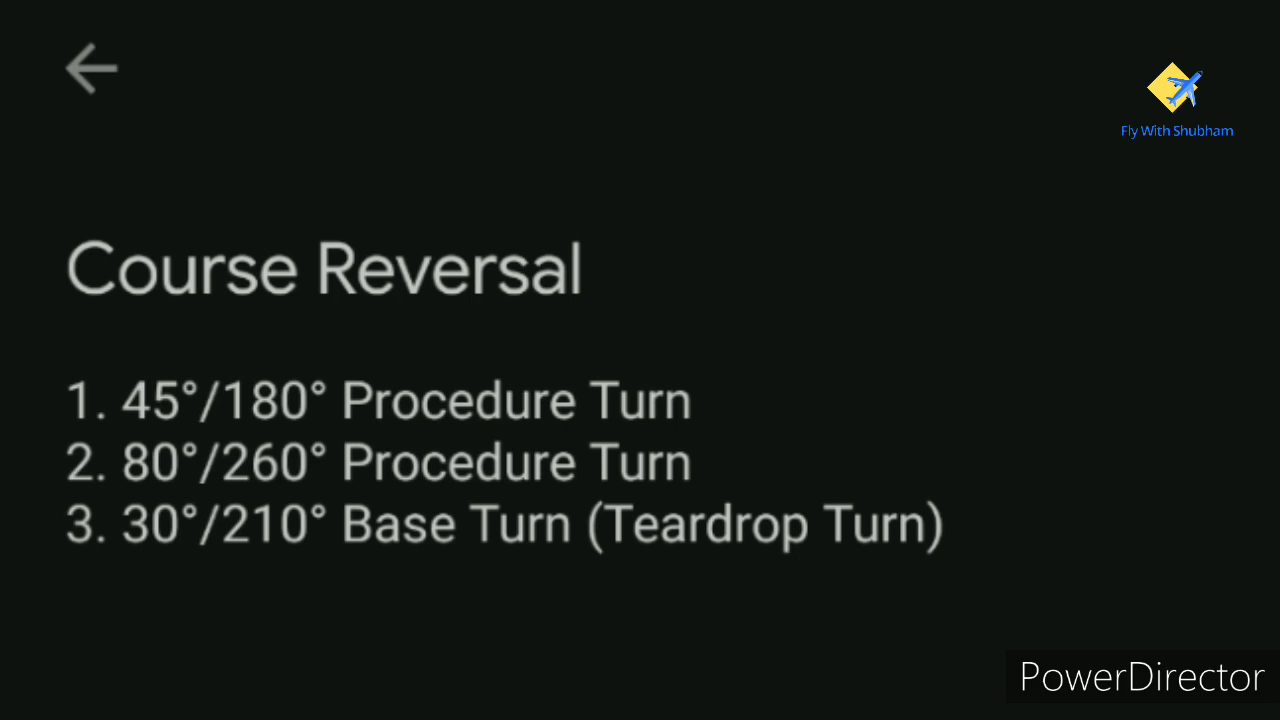 Fly With Shubham
Course Reversal
1. 45°/180° Procedure Turn
2. 80°/260° Procedure Turn
3. 30°/210° Base Turn (Teardrop Turn)
PowerDirector